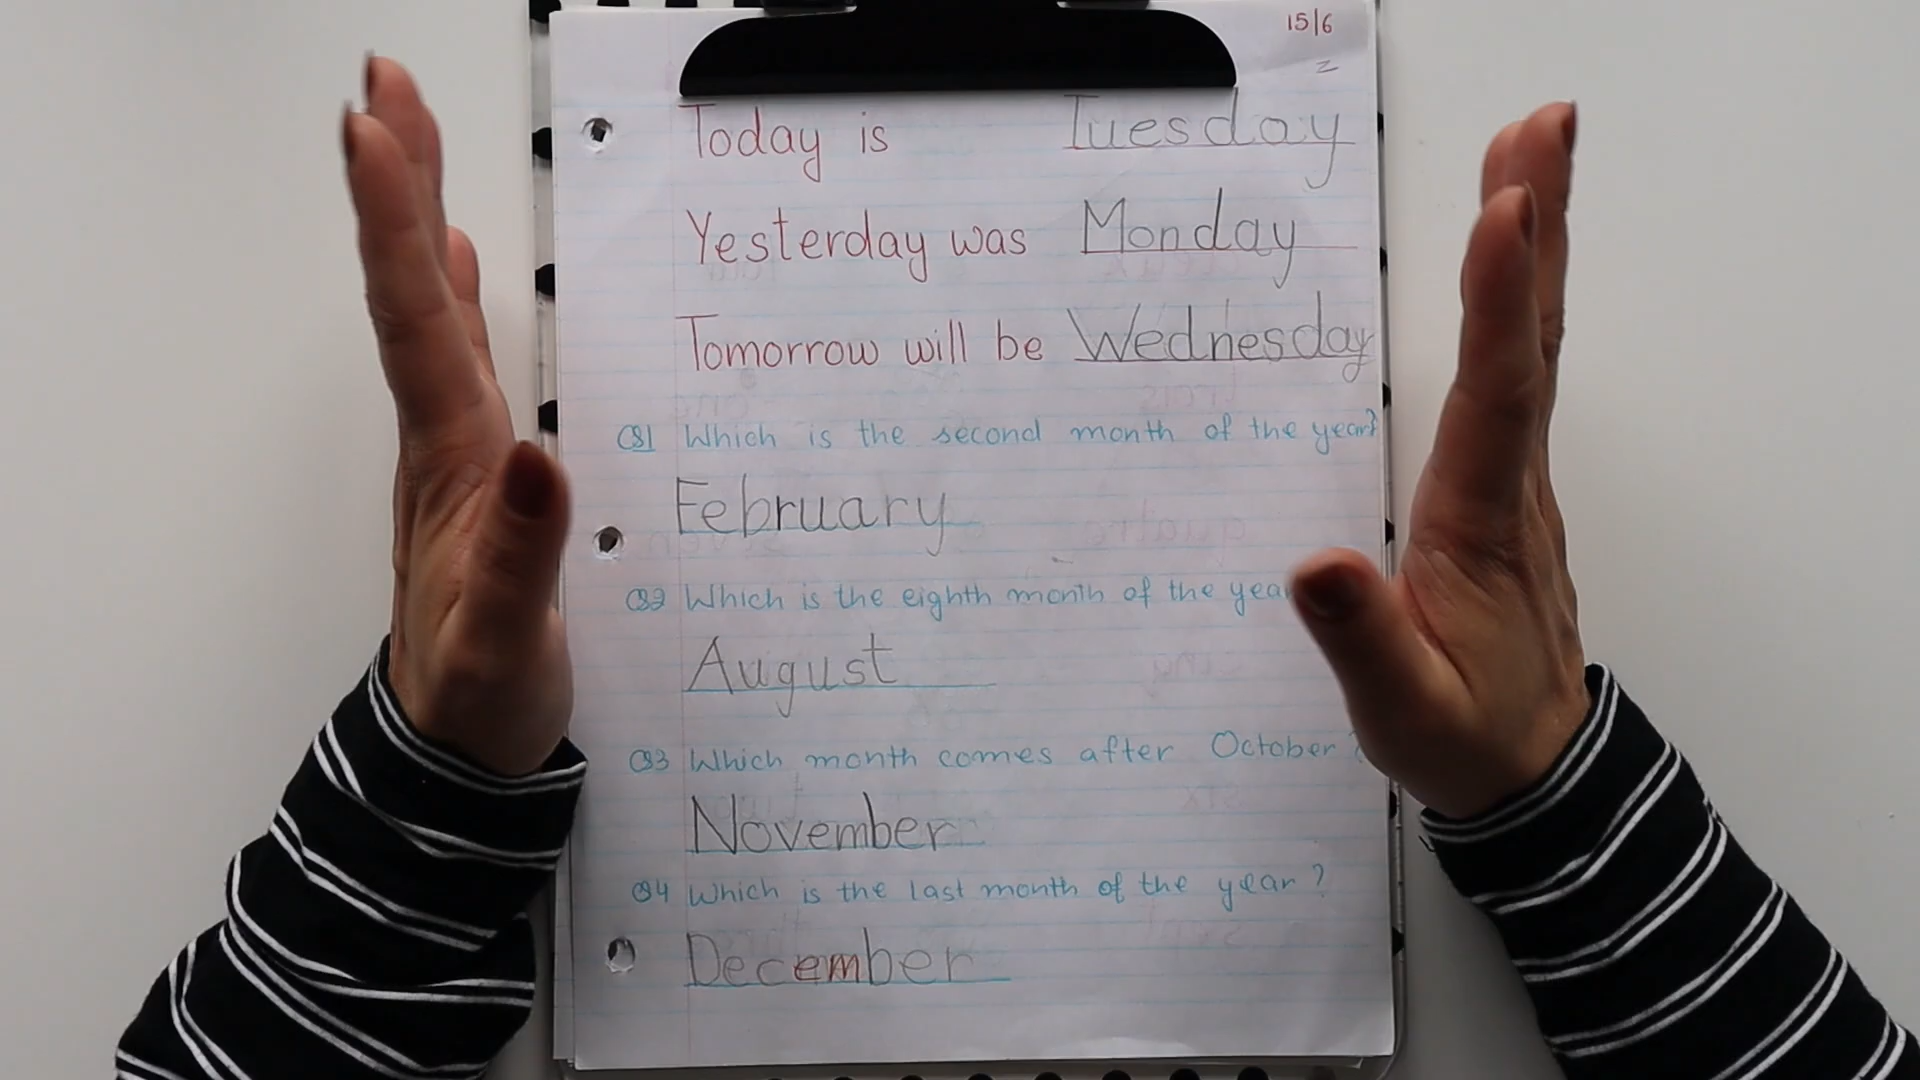 15/6
Today is Tuesday
Yesterday was Monday
Tomorrow will be Wednesday
Q1 Which is the second month of the year?
February
Q2 Which is the eighth month of the year
August
Q3 Which month comes after October ?
November
Q4 Which is the last month of the year ?
December